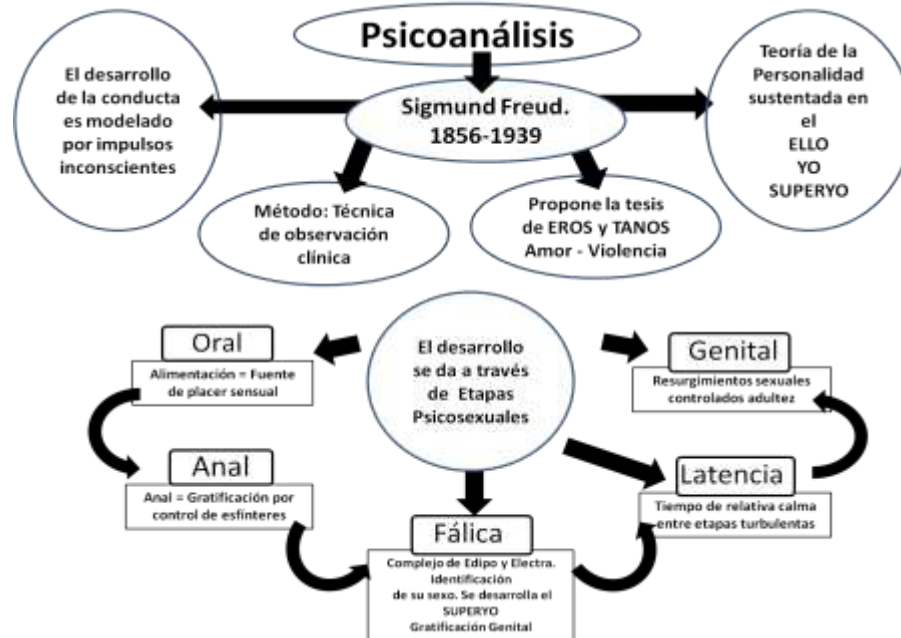 Psicoanálisis
El desarrollo
de la conducta
es modelado
por impulsos
inconscientes
Sigmund Freud.
1856-1939
Teoría de la
Personalidad
sustentada en
el
ELLO
YO
SUPERYO
Método: Técnica
de observación
clínica
Propone la tesis
de EROS y TANOS
Amor - Violencia
El desarrollo
se da a través
de Etapas
Psicosexuales
Oral
Alimentación = Fuente
de placer sensual
Anal
Anal = Gratificación por
control de esfínteres
Fálica
Complejo de Edipo y Electra.
Identificación
de su sexo. Se desarrolla el
SUPERYO
Gratificación Genital
Latencia
Tiempo de relativa calma
entre etapas turbulentas
Genital
Resurgimientos sexuales
controlados adultez